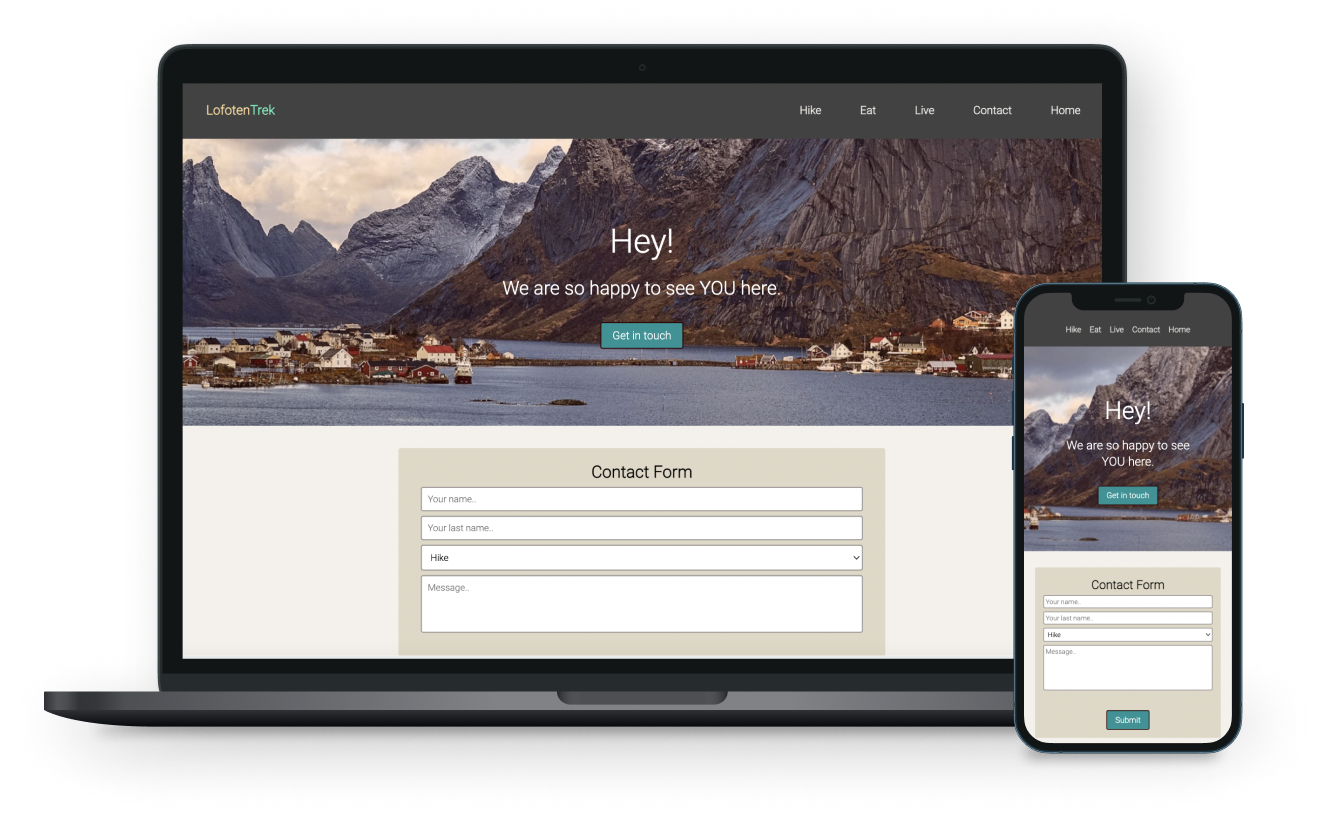 LofotenTrek
Hike Eat Live Contact Home
Hey!
We are so happy to see YOU here.
Get in touch
Contact Form
Your name..
Your last name..
Hike
Message..
Hike Eat Live Contact Home
Hey!
We are so happy to see
YOU here.
Get in touch
Contact Form
Your name..
Your last name..
Hike
Message..
Submit